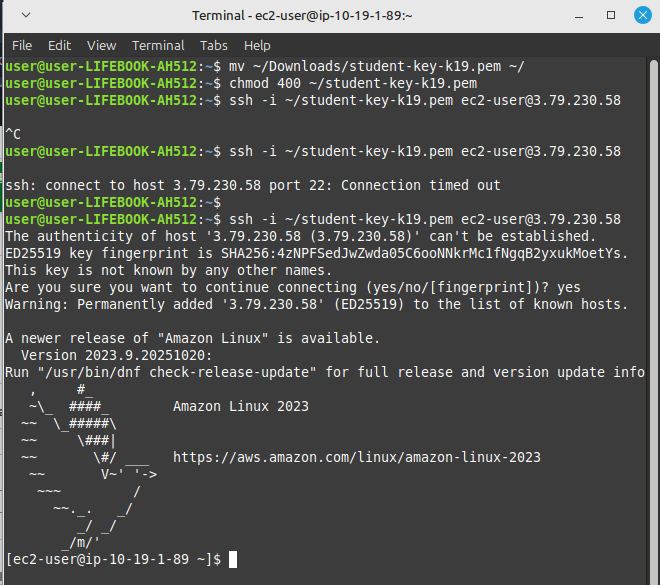 Terminal - ec2-user@ip-10-19-1-89:~
File Edit View Terminal Tabs Help
user@user-LIFEBOOK-AH512:~$ mv ~/Downloads/student-key-k19.pem ~/
user@user-LIFEBOOK-AH512:~$ chmod 400 ~/student-key-k19.pem
user@user-LIFEBOOK-AH512:~$ ssh -i ~/student-key-k19.pem ec2-user@3.79.230.58
^C
user@user-LIFEBOOK-AH512:~$ ssh -i ~/student-key-k19.pem ec2-user@3.79.230.58
ssh: connect to host 3.79.230.58 port 22: Connection timed out
user@user-LIFEBOOK-AH512:~$
user@user-LIFEBOOK-AH512:~$ ssh -i ~/student-key-k19.pem ec2-user@3.79.230.58
The authenticity of host '3.79.230.58 (3.79.230.58)' can't be established.
ED25519 key fingerprint is SHA256:4zNPFSedJwZwda05C6ooNNkrMc1fNgqB2yxukMoetYs.
This key is not known by any other names.
Are you sure you want to continue connecting (yes/no/[fingerprint])? yes
Warning: Permanently added '3.79.230.58' (ED25519) to the list of known hosts.
A newer release of "Amazon Linux" is available.
  Version 2023.9.20251020:
Run "/usr/bin/dnf check-release-update" for full release and version update info
   ,     #_
   ~\_  ####_        Amazon Linux 2023
  ~~  \_#####\
  ~~     \###|
  ~~       \#/ ___   https://aws.amazon.com/linux/amazon-linux-2023
   ~~       V~' '->
    ~~~         /
      ~~._.   _/
         _/ _/
       _/m/'
[ec2-user@ip-10-19-1-89 ~]$